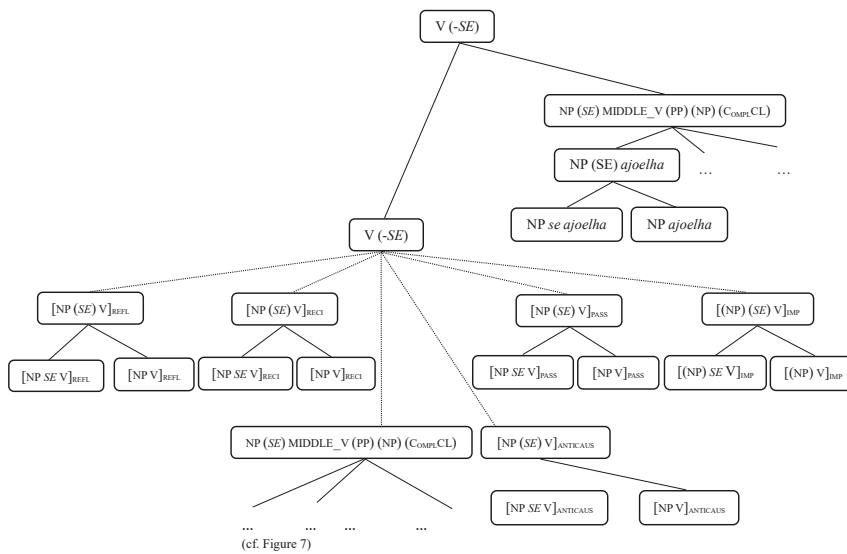 V (-SE)
NP (SE) MIDDLE_V (PP) (NP) (COMPLCL)
NP (SE) ajoelha
...
...
NP se ajoelha
NP ajoelha
V (-SE)
[NP (SE) V]REFL
[NP (SE) V]RECI
[NP (SE) V]PASS
[(NP) (SE) V]IMP
[NP SE V]REFL
[NP V]REFL
[NP SE V]RECI
[NP V]RECI
[NP SE V]PASS
[NP V]PASS
[(NP) SE V]IMP
[(NP) V]IMP
NP (SE) MIDDLE_V (PP) (NP) (COMPLCL)
[NP (SE) V]ANTICAUS
[NP SE V]ANTICAUS
[NP V]ANTICAUS
...
...
...
...
(cf. Figure 7)